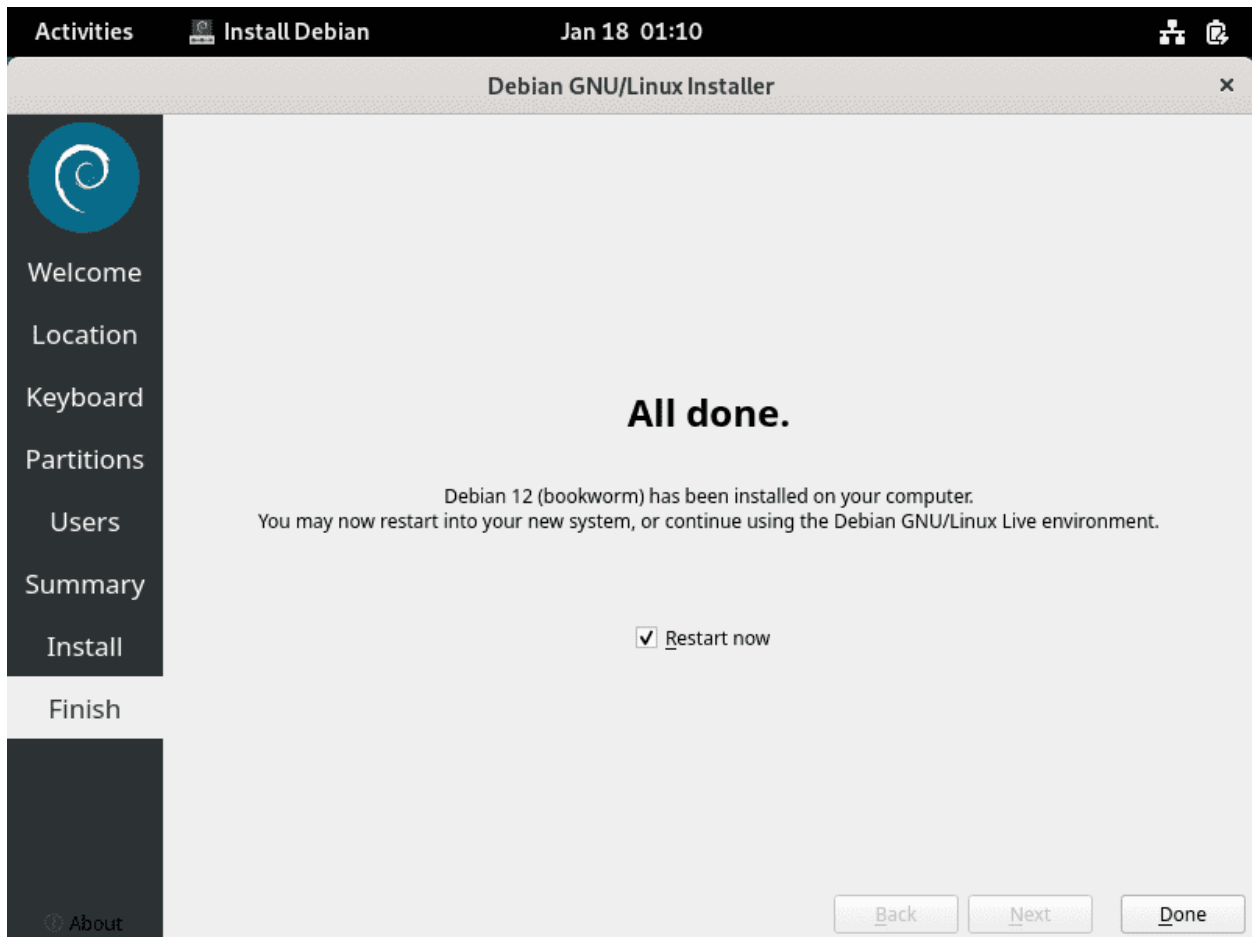 Activities Install Debian Jan 18 01:10
Debian GNU/Linux Installer
Welcome
Location
Keyboard
Partitions
Users
Summary
Install
Finish
About
All done.
Debian 12 (bookworm) has been installed on your computer.
You may now restart into your new system, or continue using the Debian GNU/Linux Live environment.
Restart now
Back Next Done